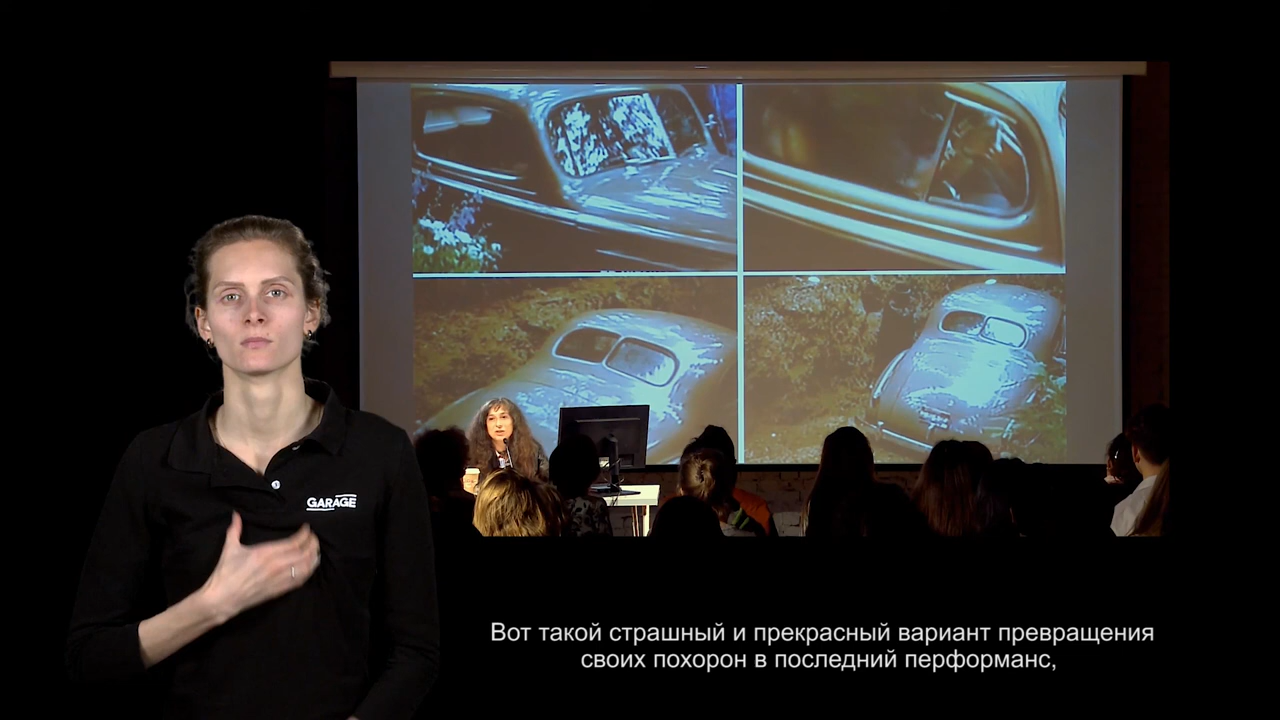 GARAGE
Вот такой страшный и прекрасный вариант превращения
своих похорон в последний перформанс,